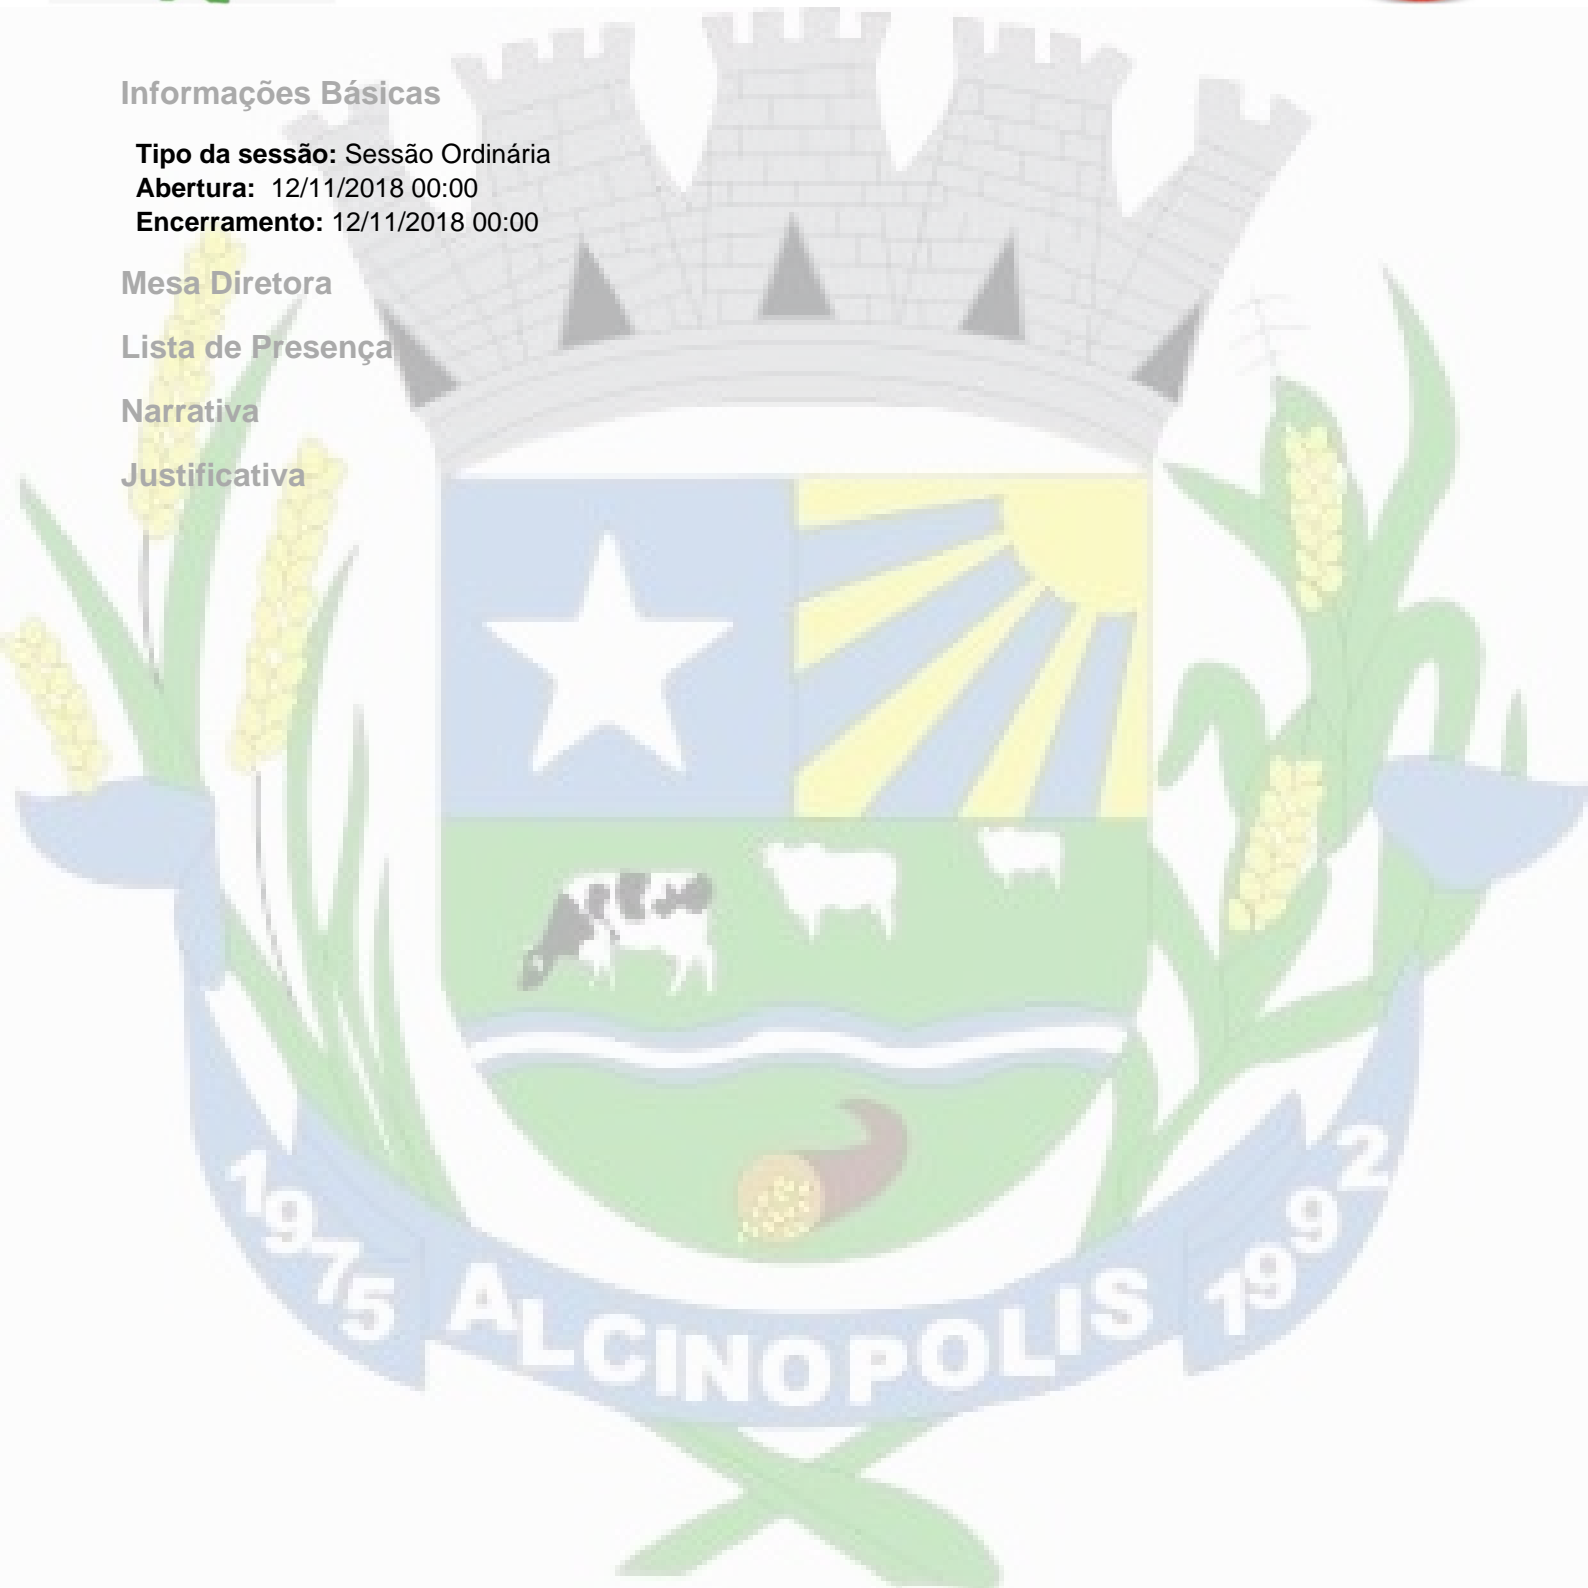 Informações Básicas
Tipo da sessão: Sessão Ordinária
Abertura: 12/11/2018 00:00
Encerramento: 12/11/2018 00:00
Mesa Diretora
Lista de Presença
Narrativa
Justificativa
1975 ALCINOPOLIS 1992